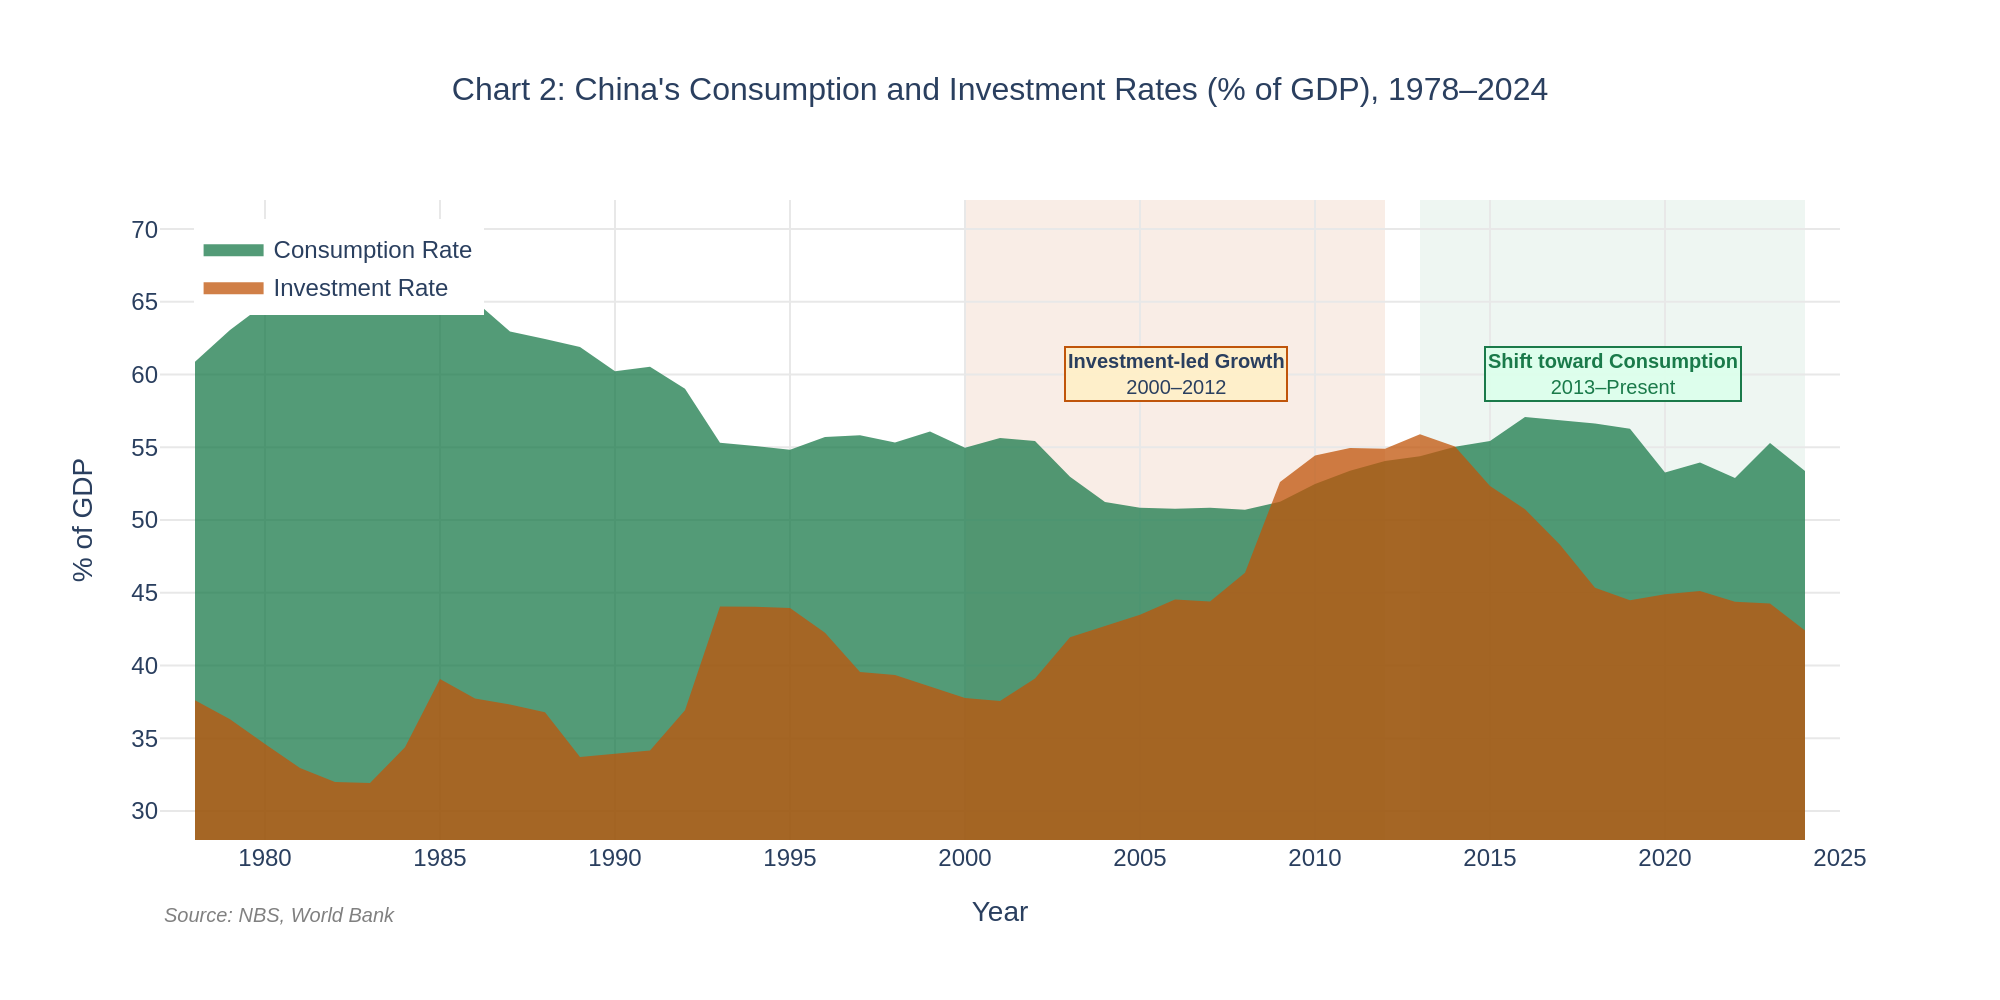 Chart 2: China's Consumption and Investment Rates (% of GDP), 1978–2024
Consumption Rate
Investment Rate
70
65
60
55
50
45
40
35
30
% of GDP
Investment-led Growth
2000–2012
Shift toward Consumption
2013–Present
1980
1985
1990
1995
2000
2005
2010
2015
2020
2025
Year
Source: NBS, World Bank